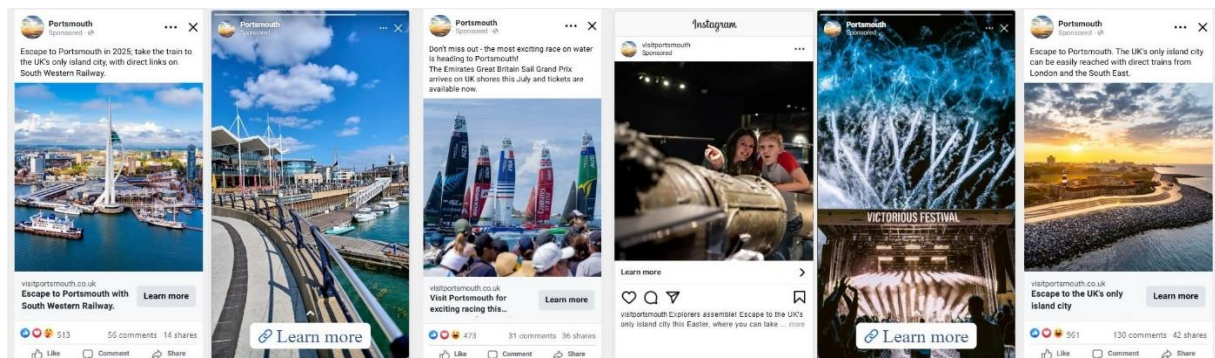 Portsmouth
Sponsored
Escape to Portsmouth in 2025; take the train to
the UK's only island city, with direct links on
South Western Railway.
visitportsmouth.co.uk
Escape to Portsmouth with
South Western Railway.
Learn more
513
56 comments 14 shares
Like
Comment
Share
Portsmouth
Sponsored
Learn more
Portsmouth
Sponsored
Don't miss out - the most exciting race on water
is heading to Portsmouth!
The Emirates Great Britain Sail Grand Prix
arrives on UK shores this July and tickets are
available now.
NZL
visitportsmouth.co.uk
Visit Portsmouth for
exciting racing this...
Learn more
473
31 comments 36 shares
Like
Comment
Share
Instagram
visitportsmouth
Sponsored
Learn more
visitportsmouth Explorers assemble! Escape to the UK's
only island city this Easter, where you can take ... more
Portsmouth
Sponsored
VICTORIOUS FESTIVAL
Learn more
Portsmouth
Sponsored
Escape to Portsmouth. The UK's only island city
can be easily reached with direct trains from
London and the South East.
visitportsmouth.co.uk
Escape to the UK's only
island city
Learn more
961
130 comments 42 shares
Like
Comment
Share